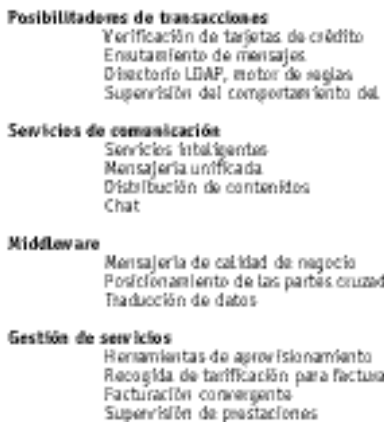 Posibilitadores de transacciones
Verificación de tarjetas de crédito
Enrutamiento de mensajes
Directorio LDAP, motor de reglas
Supervisión del comportamiento del
Servicios de comunicación
Servicios inteligentes
Mensajería unificada
Distribución de contenidos
Chat
Middleware
Mensajería de calidad de negocio
Posicionamiento de las partes cruzad
Traducción de datos
Gestión de servicios
Herramientas de aprovisionamiento
Recogida de tarificación para factura
Facturación convergente
Supervisión de prestaciones